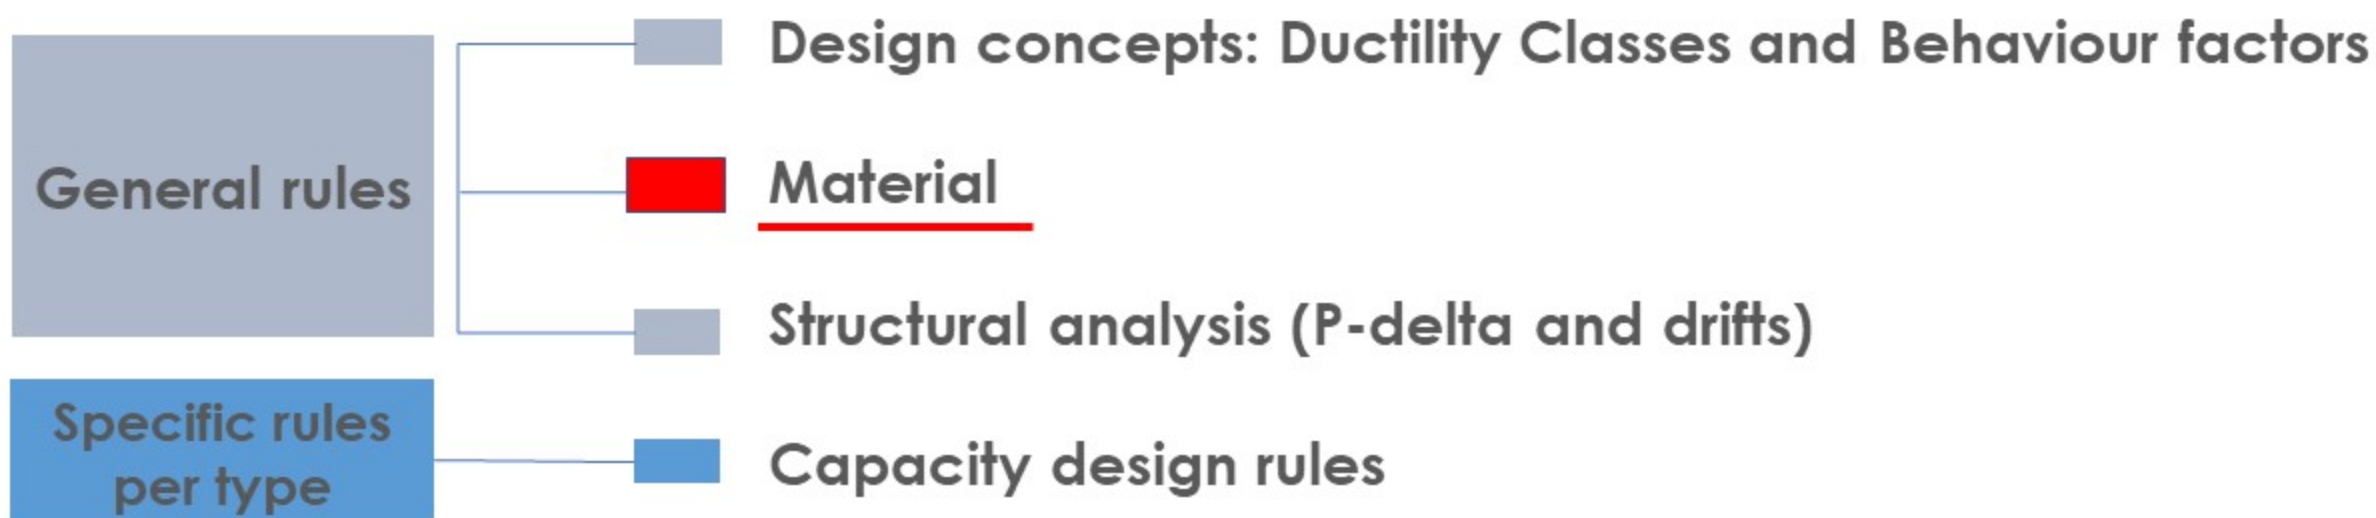 Design concepts: Ductility Classes and Behaviour factors
General rules
Material
Structural analysis (P-delta and drifts)
Specific rules
per type
Capacity design rules